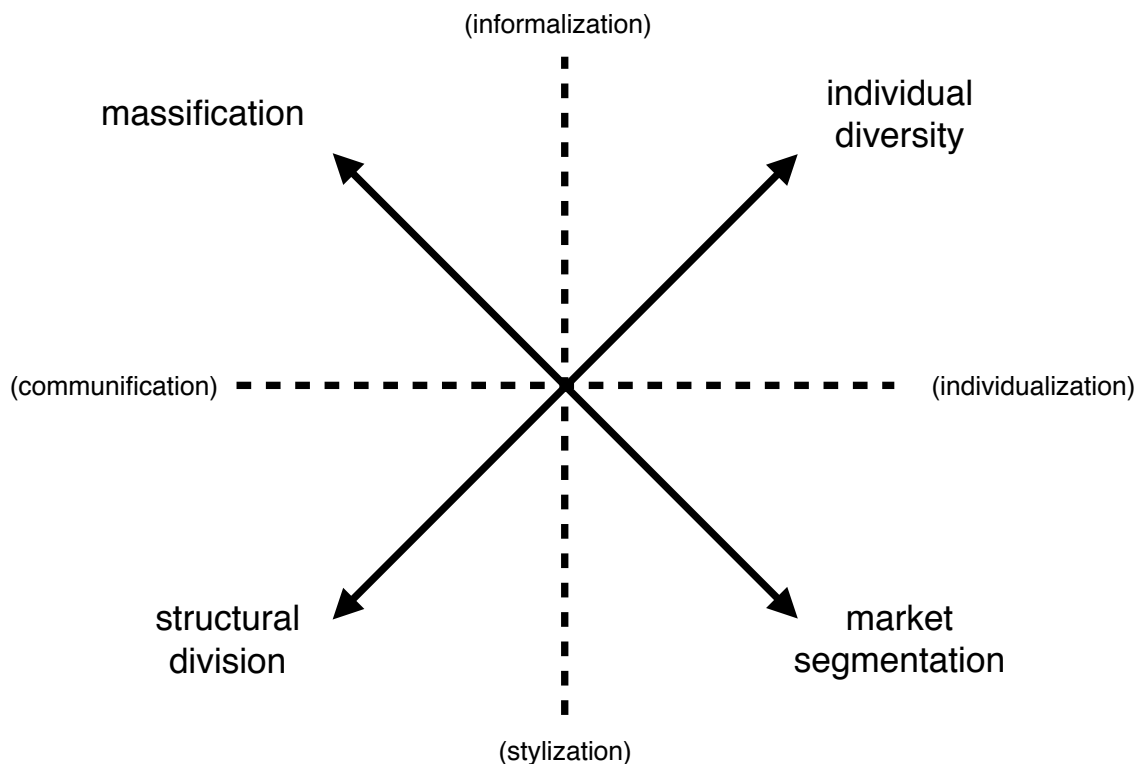 (informalization)
massification
individual
diversity
(communification)
(individualization)
structural
division
market
segmentation
(stylization)